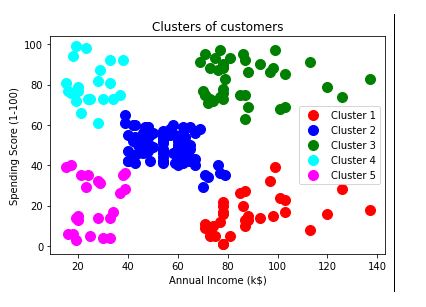 Clusters of customers
100
80
60
40
20
0
Spending Score (1-100)
Cluster 1
Cluster 2
Cluster 3
Cluster 4
Cluster 5
20 40 60 80 100 120 140
Annual Income (k$)